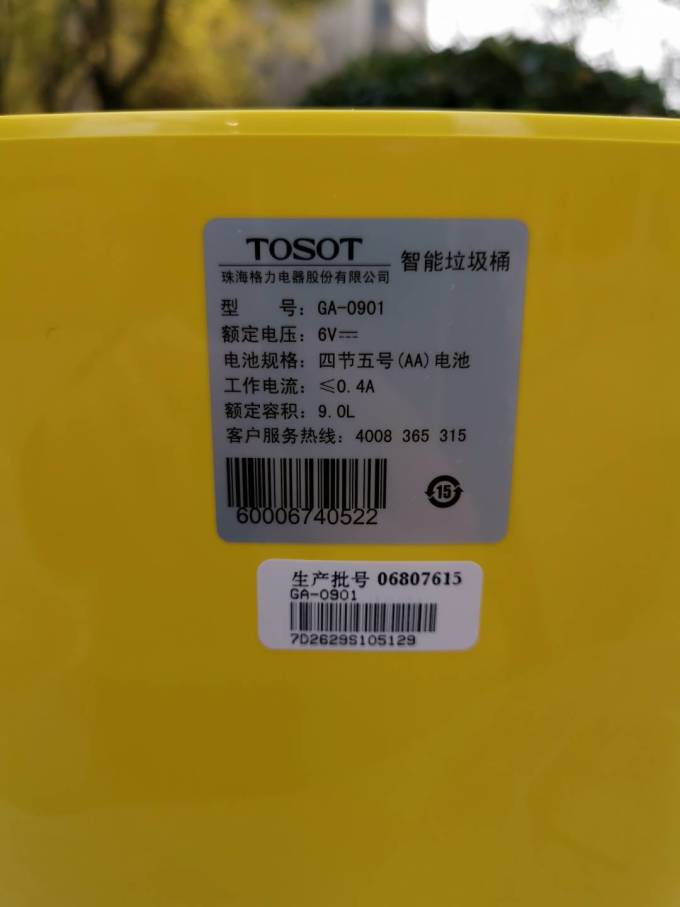 TOSOT 智能垃圾桶
珠海格力电器股份有限公司
型 号: GA-0901
额定电压: 6V⎓
电池规格: 四节五号(AA)电池
工作电流: ≤0.4A
额定容积: 9.0L
客户服务热线: 4008 365 315
60006740522
15
生产批号 06807615
GA-0901
7D2629S105129